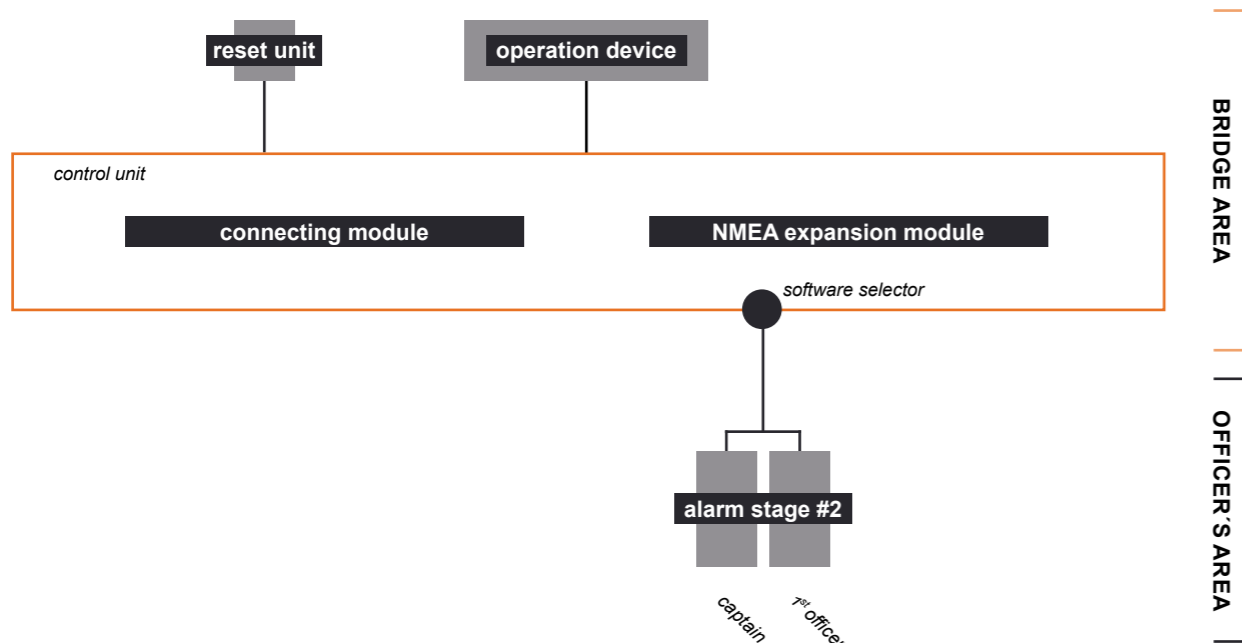 reset unit
operation device
control unit
connecting module
NMEA expansion module
software selector
BRIDGE AREA
alarm stage #2
captain
1st officer
OFFICER´S AREA